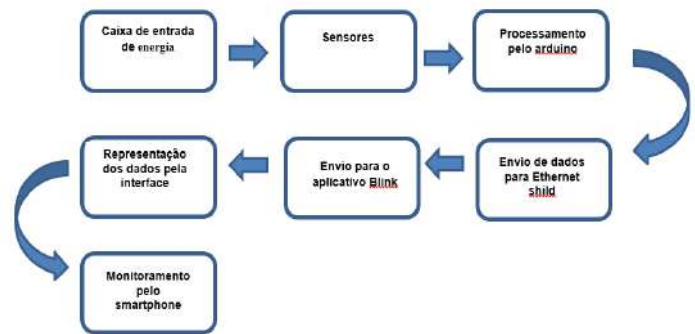 Caixa de entrada
de energia
Sensores
Processamento
pelo arduino
Envio de dados
para Ethernet
shild
Envio para o
aplicativo Blink
Representação
dos dados pela
interface
Monitoramento
pelo
smartphone